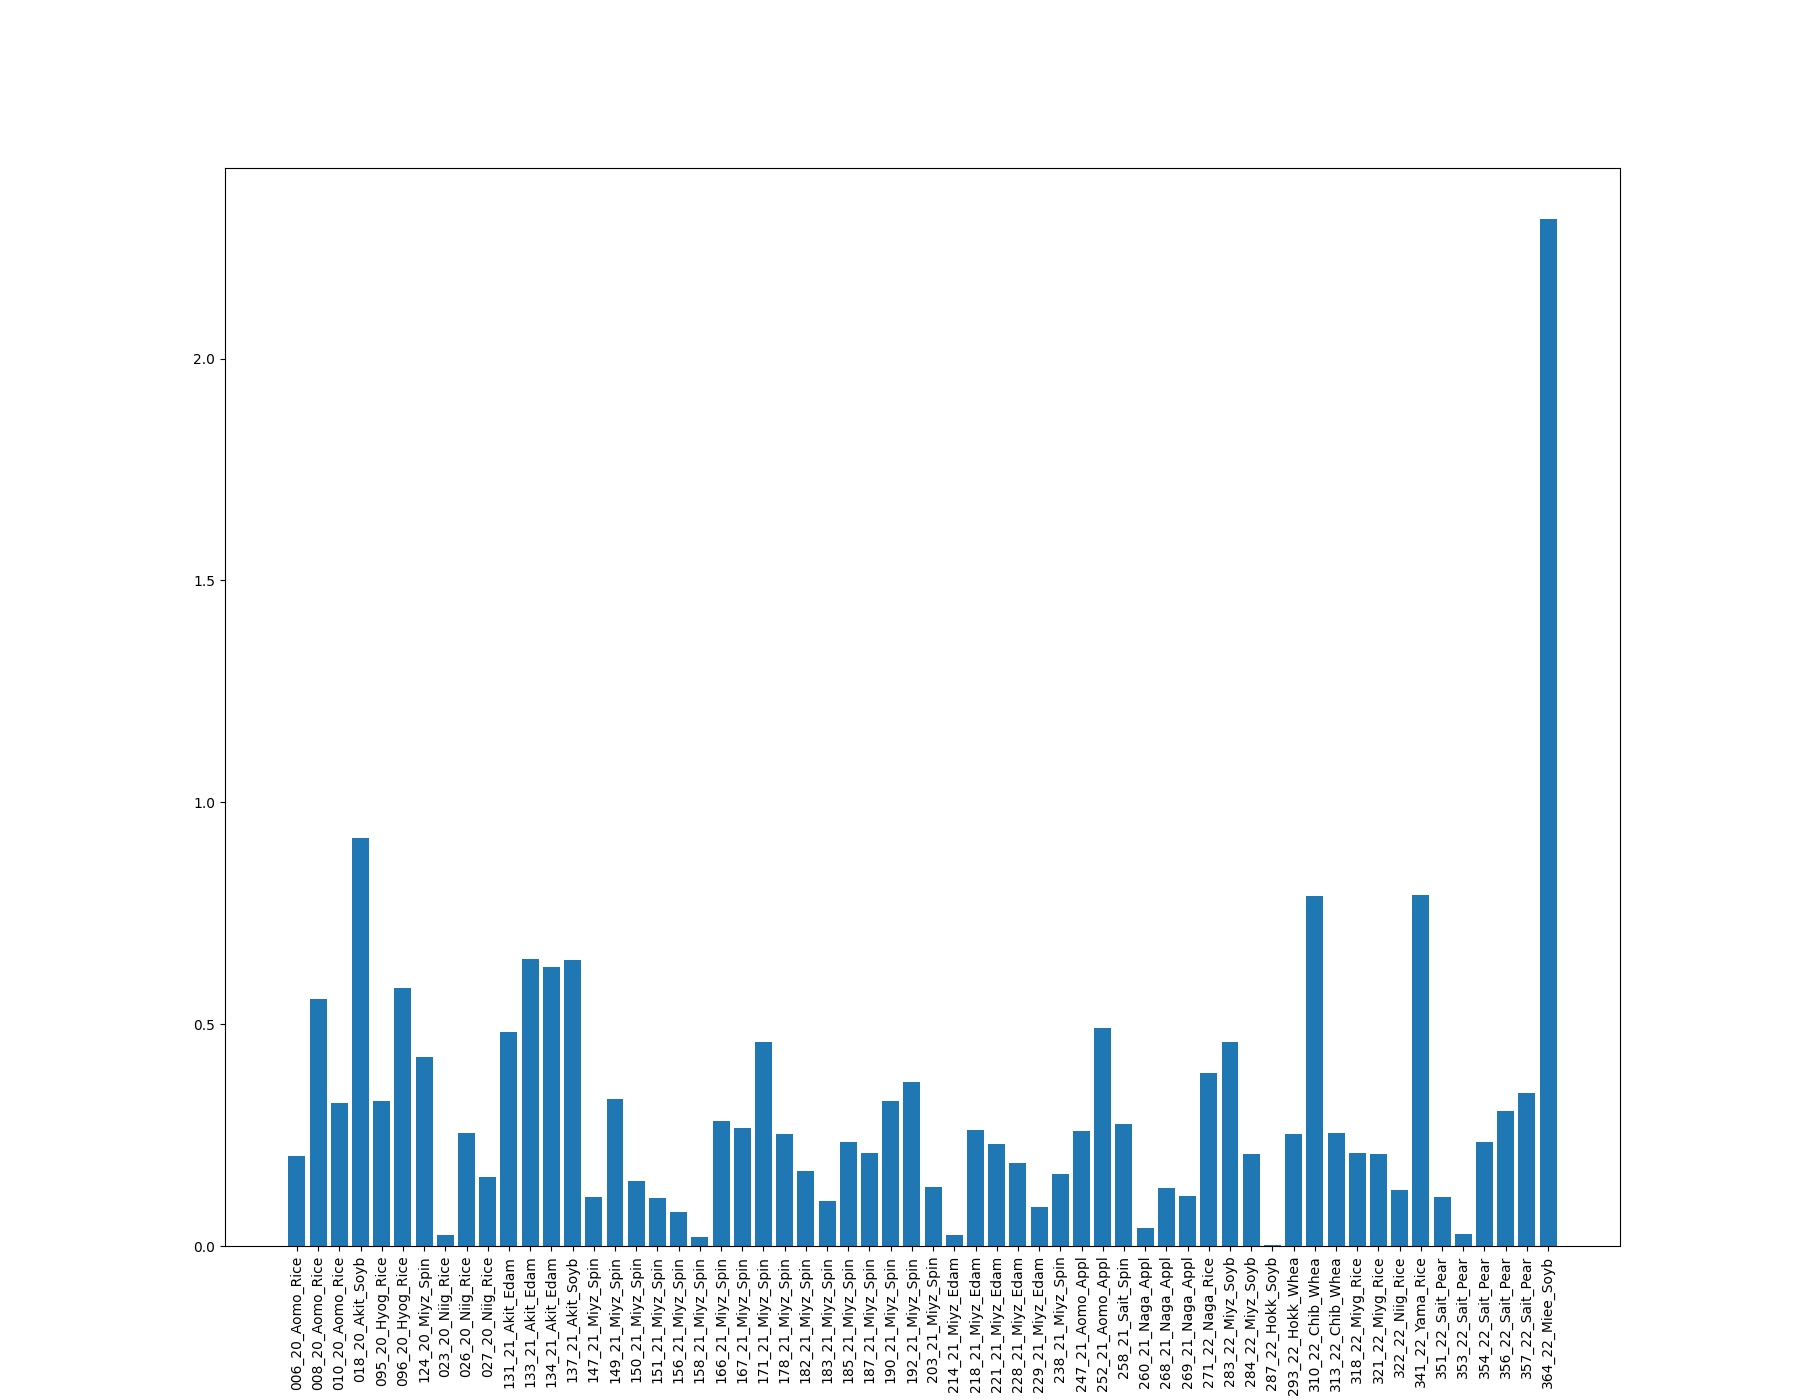 2.0
1.5
1.0
0.5
0.0
006_20_Aomo_Rice
008_20_Aomo_Rice
010_20_Aomo_Rice
018_20_Akit_Soyb
095_20_Hyog_Rice
096_20_Hyog_Rice
124_20_Miyz_Spin
023_20_Niig_Rice
026_20_Niig_Rice
027_20_Niig_Rice
131_21_Akit_Edam
133_21_Akit_Edam
134_21_Akit_Edam
137_21_Akit_Soyb
147_21_Miyz_Spin
149_21_Miyz_Spin
150_21_Miyz_Spin
151_21_Miyz_Spin
156_21_Miyz_Spin
158_21_Miyz_Spin
166_21_Miyz_Spin
167_21_Miyz_Spin
171_21_Miyz_Spin
178_21_Miyz_Spin
182_21_Miyz_Spin
183_21_Miyz_Spin
185_21_Miyz_Spin
187_21_Miyz_Spin
190_21_Miyz_Spin
192_21_Miyz_Spin
203_21_Miyz_Spin
214_21_Miyz_Edam
218_21_Miyz_Edam
221_21_Miyz_Edam
228_21_Miyz_Edam
229_21_Miyz_Edam
238_21_Miyz_Spin
247_21_Aomo_Appl
252_21_Aomo_Appl
258_21_Sait_Spin
260_21_Naga_Appl
268_21_Naga_Appl
269_21_Naga_Appl
271_22_Naga_Rice
283_22_Miyz_Soyb
284_22_Miyz_Soyb
287_22_Hokk_Soyb
293_22_Hokk_Whea
310_22_Chib_Whea
313_22_Chib_Whea
318_22_Miyg_Rice
321_22_Miyg_Rice
322_22_Niig_Rice
341_22_Yama_Rice
351_22_Sait_Pear
353_22_Sait_Pear
354_22_Sait_Pear
356_22_Sait_Pear
357_22_Sait_Pear
364_22_Miee_Soyb